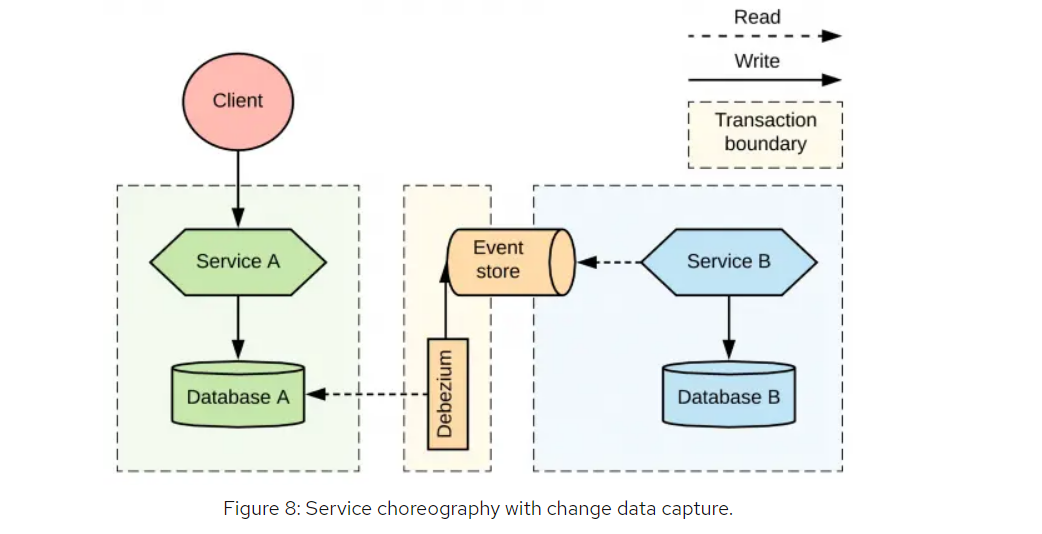 Read
Write
Transaction
boundary
Client
Service A
Event
store
Service B
Database A
Debezium
Database B
Figure 8: Service choreography with change data capture.